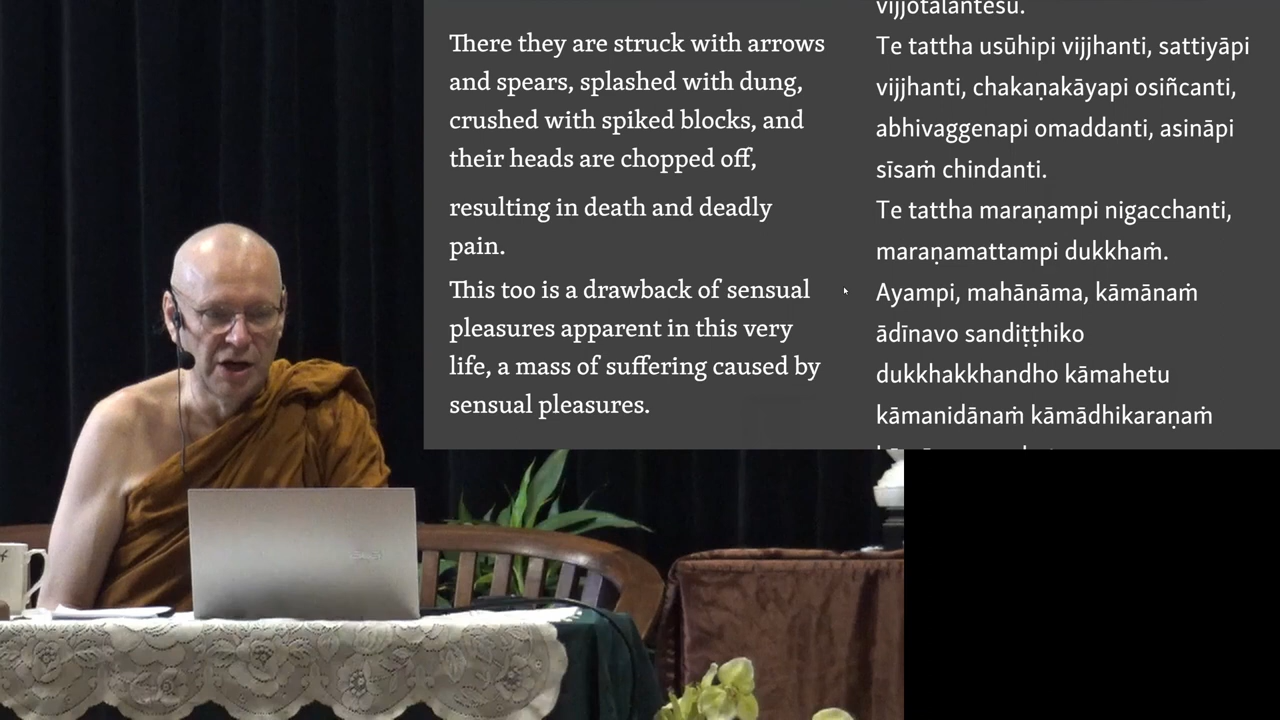 There they are struck with arrows
and spears, splashed with dung,
crushed with spiked blocks, and
their heads are chopped off,
resulting in death and deadly
pain.
This too is a drawback of sensual
pleasures apparent in this very
life, a mass of suffering caused by
sensual pleasures.
vijjotalantesu.
Te tattha usūhipi vijjhanti, sattiyāpi
vijjhanti, chakaṇakāyapi osiñcanti,
abhivaggenapi omaddanti, asināpi
sīsaṁ chindanti.
Te tattha maraṇampi nigacchanti,
maraṇamattampi dukkhaṁ.
Ayampi, mahānāma, kāmānaṁ
ādīnavo sandiṭṭhiko
dukkhakkhandho kāmahetu
kāmanidānaṁ kāmādhikaraṇaṁ